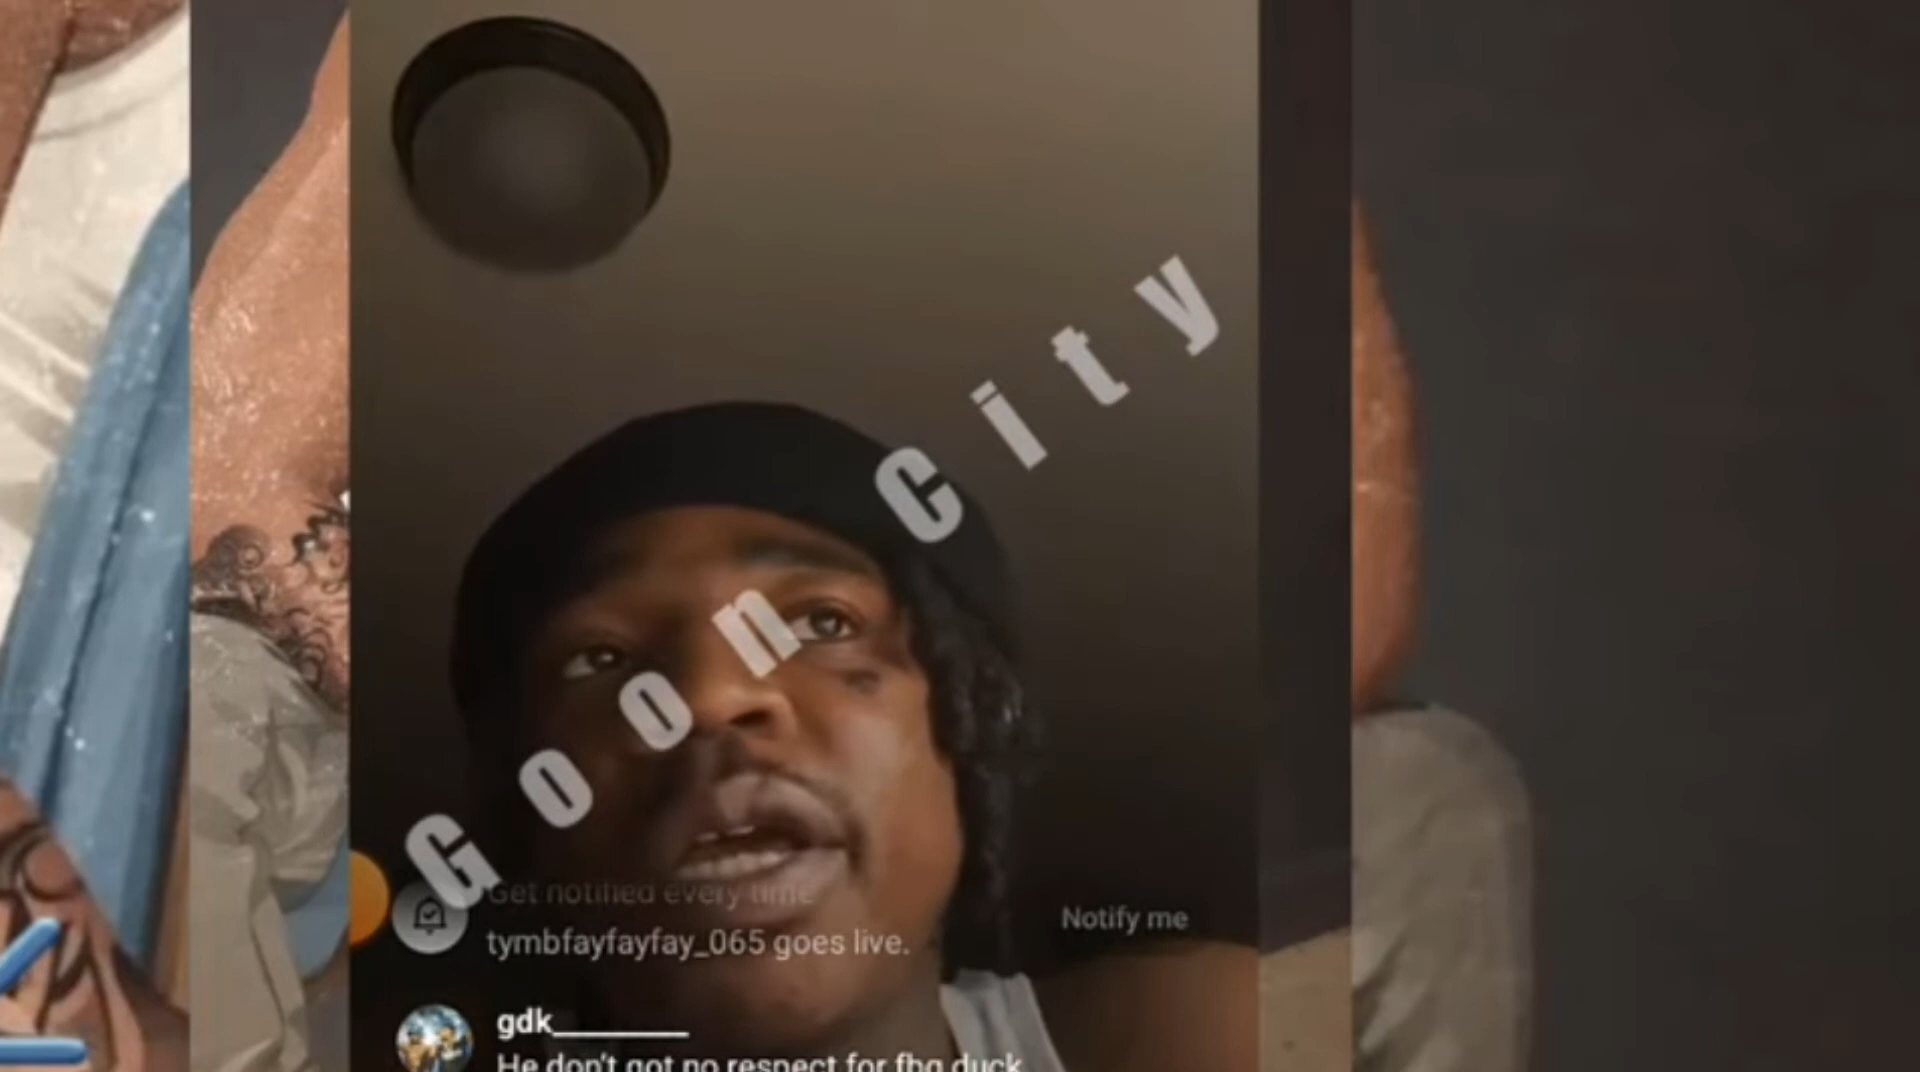 Goon City
Get notified every time
tymbfayfayfay_065 goes live.
Notify me
gdk________
He don't got no respect for fbg duck